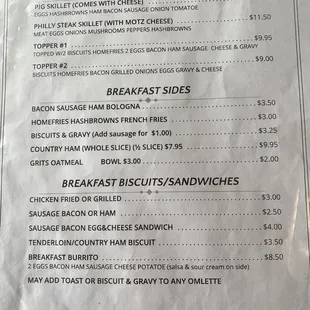 PIG SKILLET (COMES WITH CHEESE)
EGGS HASHBROWNS HAM BACON SAUSAGE ONION TOMATOE
PHILLY STEAK SKILLET (WITH MOTZ CHEESE) $11.50
MEAT EGGS ONIONS MUSHROOMS PEPPERS HASHBROWNS
TOPPER #1 $9.95
TOPPED W/2 BISCUITS HOMEFRIES 2 EGGS BACON HAM SAUSAGE CHEESE & GRAVY
TOPPER #2 $9.00
BISCUITS HOMEFRIES BACON GRILLED ONIONS EGGS GRAVY & CHEESE
BREAKFAST SIDES
BACON SAUSAGE HAM BOLOGNA $3.50
HOMEFRIES HASHBROWNS FRENCH FRIES $3.00
BISCUITS & GRAVY (Add sausage for $1.00) $3.25
COUNTRY HAM (WHOLE SLICE) (½ SLICE) $7.95 $9.95
GRITS OATMEAL BOWL $3.00 $2.00
BREAKFAST BISCUITS/SANDWICHES
CHICKEN FRIED OR GRILLED $3.00
SAUSAGE BACON OR HAM $2.50
SAUSAGE BACON EGG&CHEESE SANDWICH $4.00
TENDERLOIN/COUNTRY HAM BISCUIT $3.50
BREAKFAST BURRITO $8.50
2 EGGS BACON HAM SAUSAGE CHEESE POTATOE (salsa & sour cream on side)
MAY ADD TOAST OR BISCUIT & GRAVY TO ANY OMLETTE